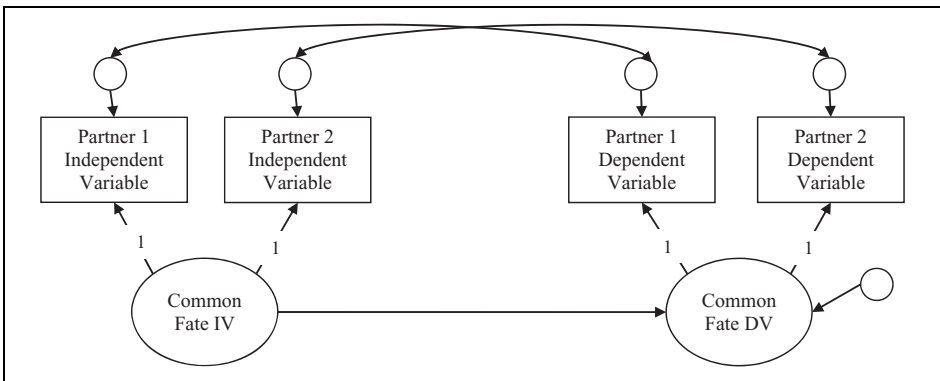 Partner 1
Independent
Variable
Partner 2
Independent
Variable
Partner 1
Dependent
Variable
Partner 2
Dependent
Variable
1
1
1
1
Common
Fate IV
Common
Fate DV